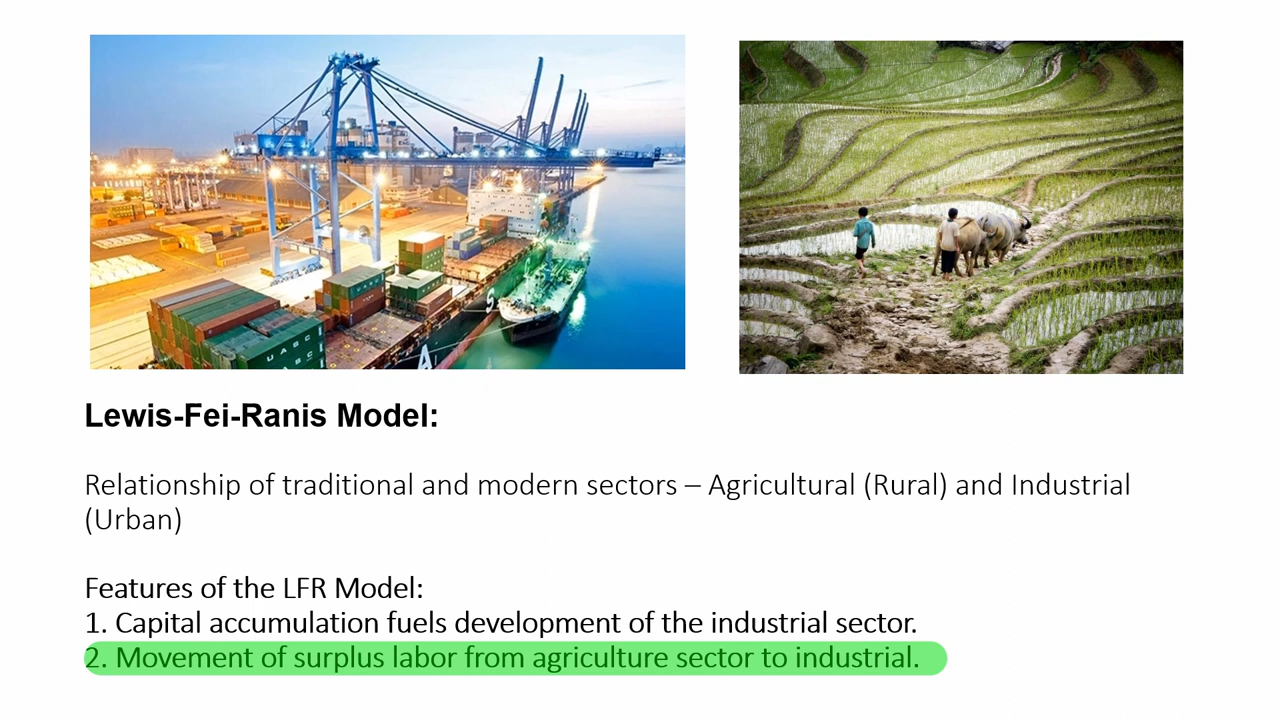 UASC
ASC
A
Lewis-Fei-Ranis Model:
Relationship of traditional and modern sectors – Agricultural (Rural) and Industrial
(Urban)
Features of the LFR Model:
1. Capital accumulation fuels development of the industrial sector.
2. Movement of surplus labor from agriculture sector to industrial.